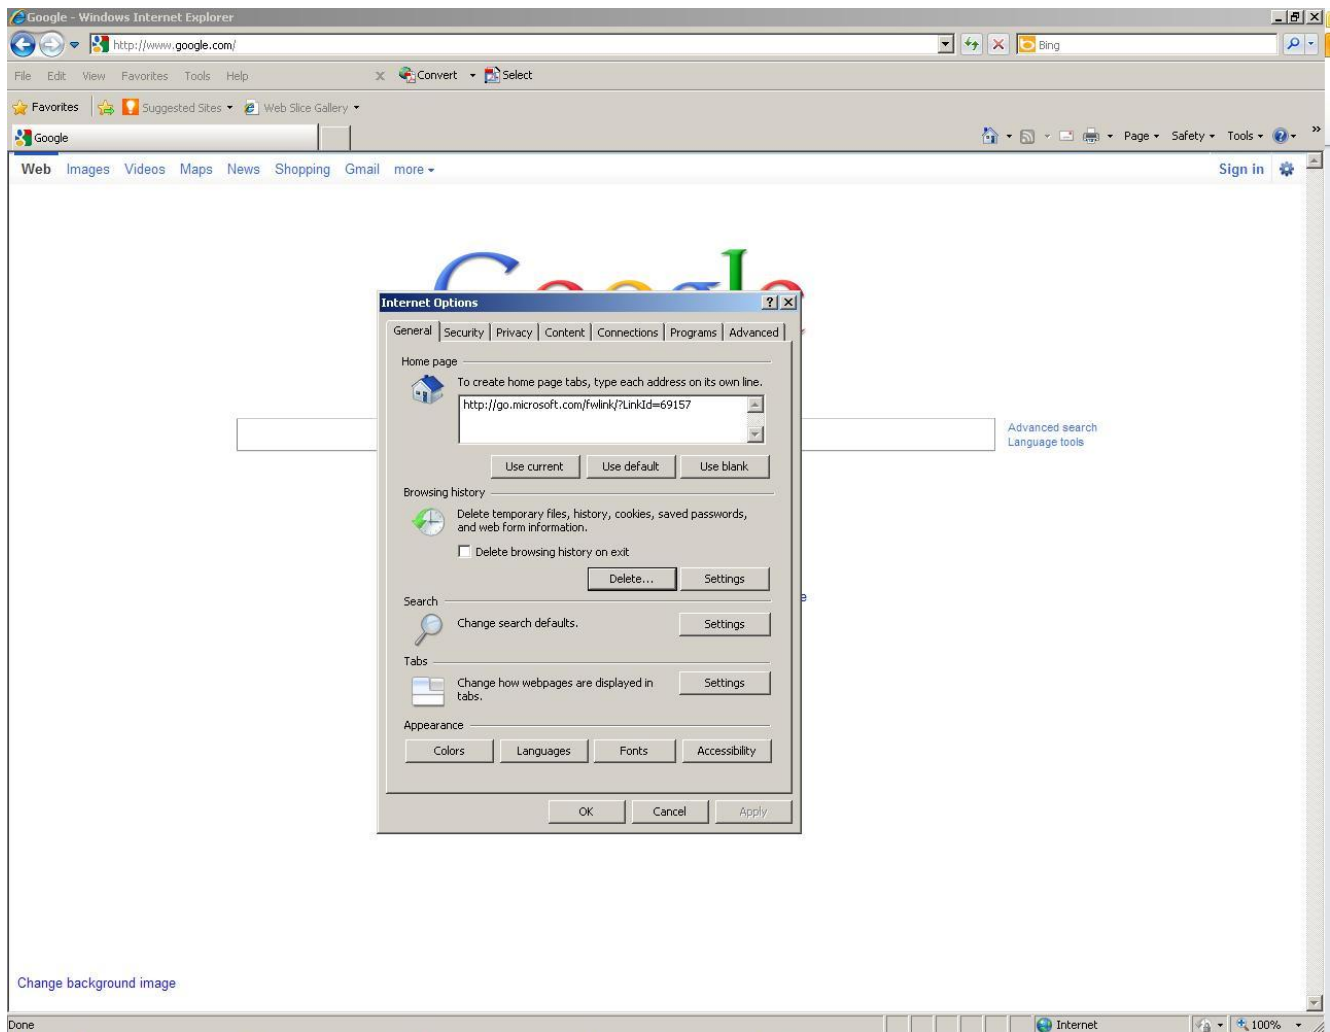 Google - Windows Internet Explorer
http://www.google.com/
Bing
File Edit View Favorites Tools Help
x Convert Select
Favorites Suggested Sites Web Slice Gallery
Google
Page Safety Tools »
Web Images Videos Maps News Shopping Gmail more
Sign in
Internet Options
General Security Privacy Content Connections Programs Advanced
Home page
To create home page tabs, type each address on its own line.
http://go.microsoft.com/fwlink/?LinkId=69157
Advanced search
Language tools
Use current Use default Use blank
Browsing history
Delete temporary files, history, cookies, saved passwords,
and web form information.
Delete browsing history on exit
Delete... Settings
Search
Change search defaults. Settings
Tabs
Change how webpages are displayed in
tabs.
Settings
Appearance
Colors Languages Fonts Accessibility
OK Cancel Apply
Change background image
Done
Internet
100%